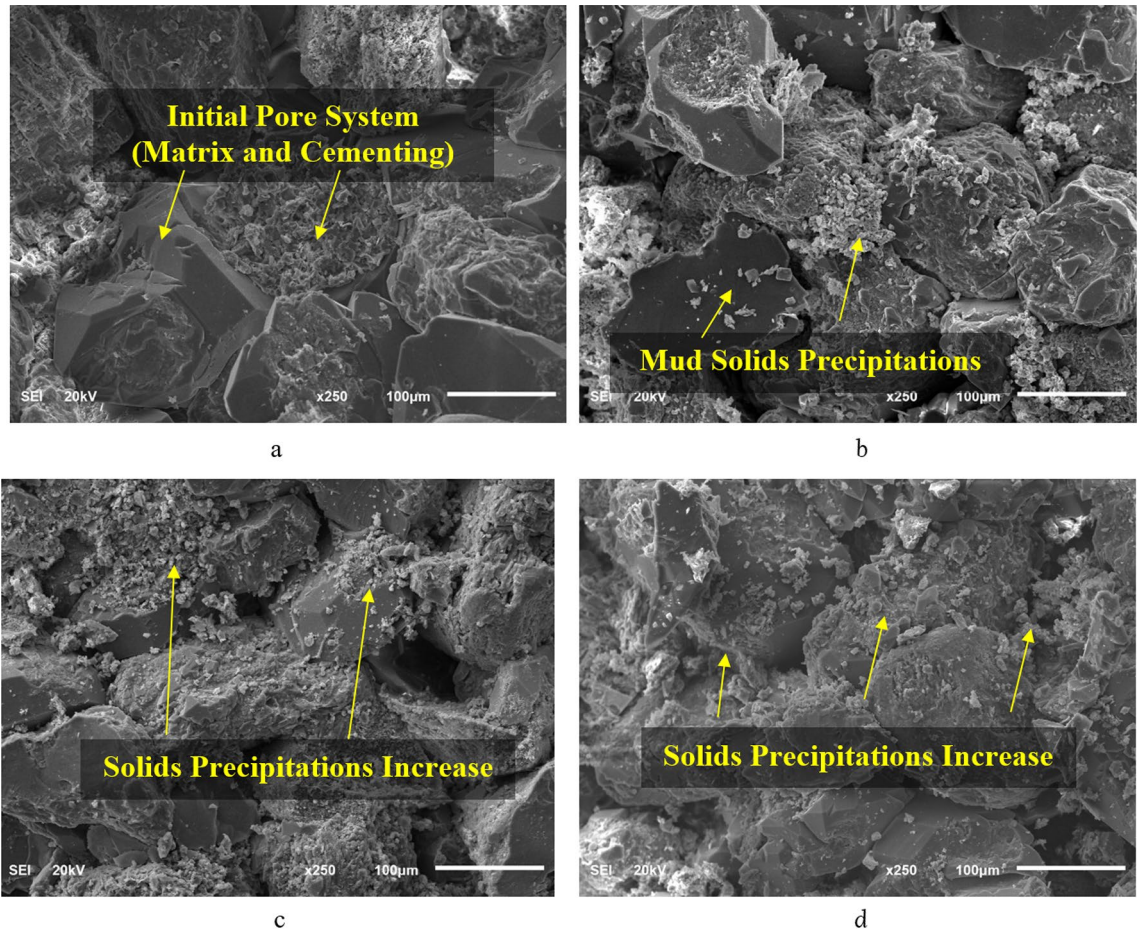 Initial Pore System
(Matrix and Cementing)
SEI 20kV x250 100μm
a
Mud Solids Precipitations
SEI 20kV x250 100μm
b
Solids Precipitations Increase
SEI 20kV x250 100μm
c
Solids Precipitations Increase
SEI 20kV x250 100μm
d